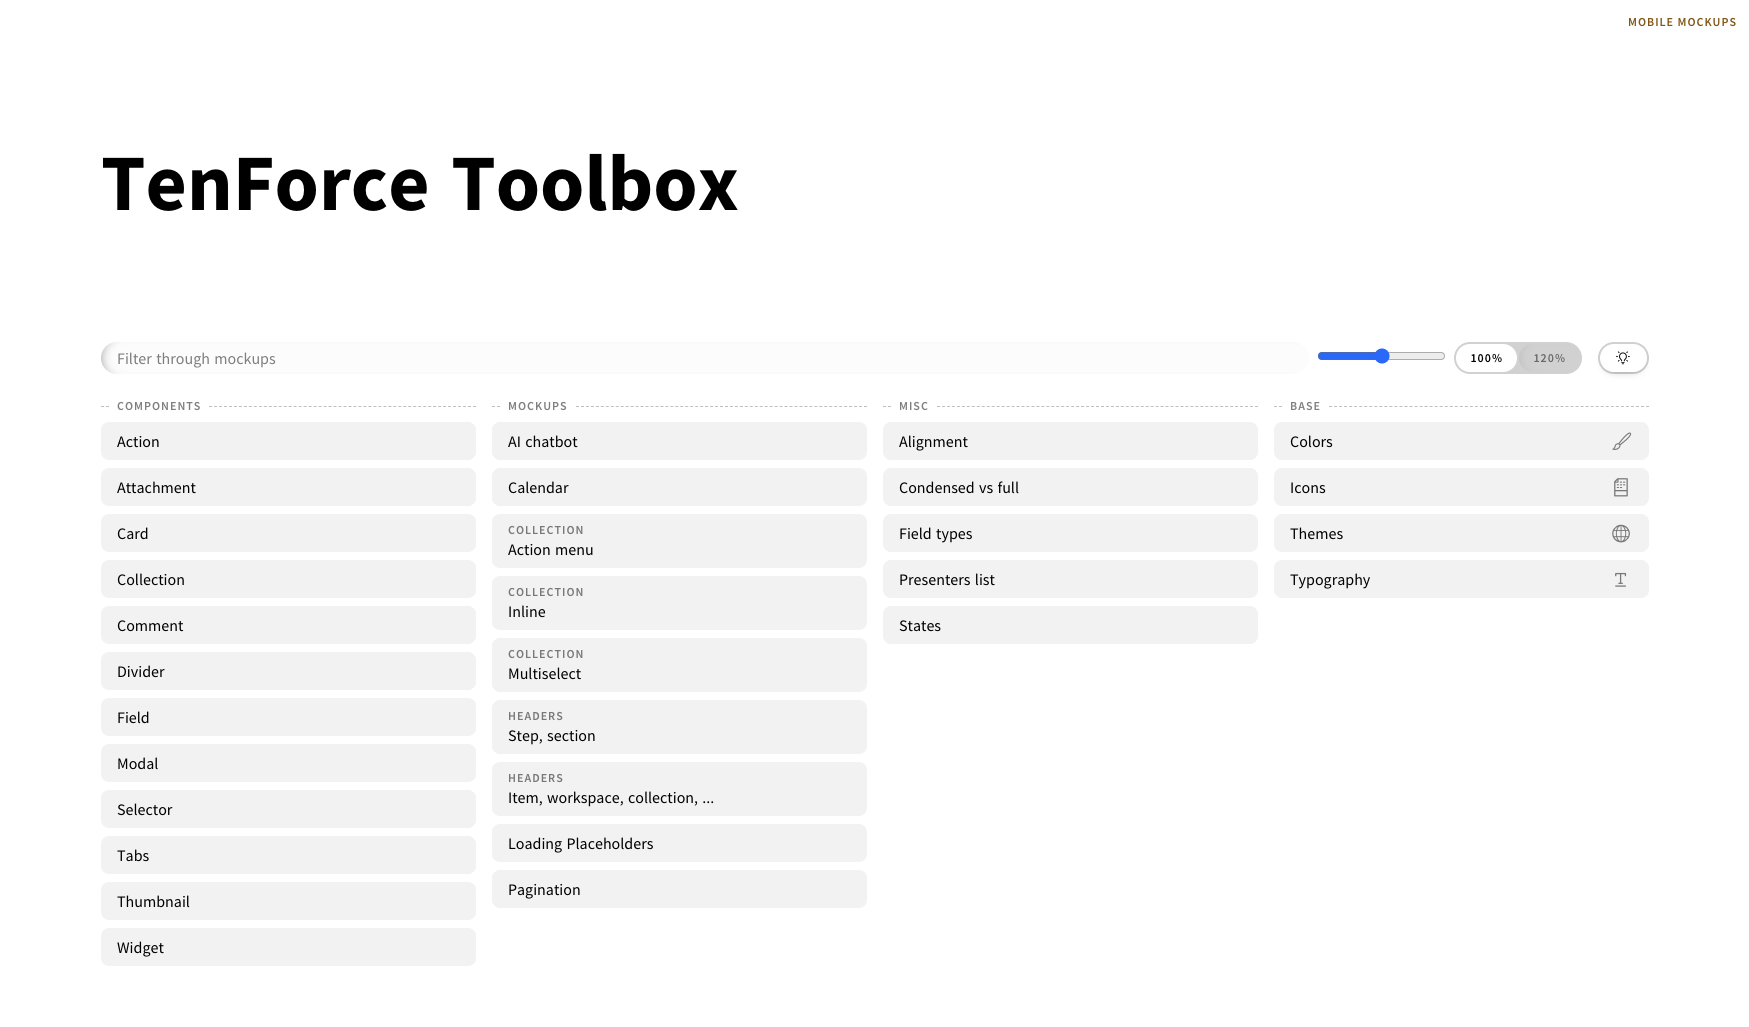 MOBILE MOCKUPS
TenForce Toolbox
Filter through mockups
100%
120%
COMPONENTS
Action
Attachment
Card
Collection
Comment
Divider
Field
Modal
Selector
Tabs
Thumbnail
Widget
MOCKUPS
AI chatbot
Calendar
COLLECTION
Action menu
COLLECTION
Inline
COLLECTION
Multiselect
HEADERS
Step, section
HEADERS
Item, workspace, collection, ...
Loading Placeholders
Pagination
MISC
Alignment
Condensed vs full
Field types
Presenters list
States
BASE
Colors
Icons
Themes
Typography